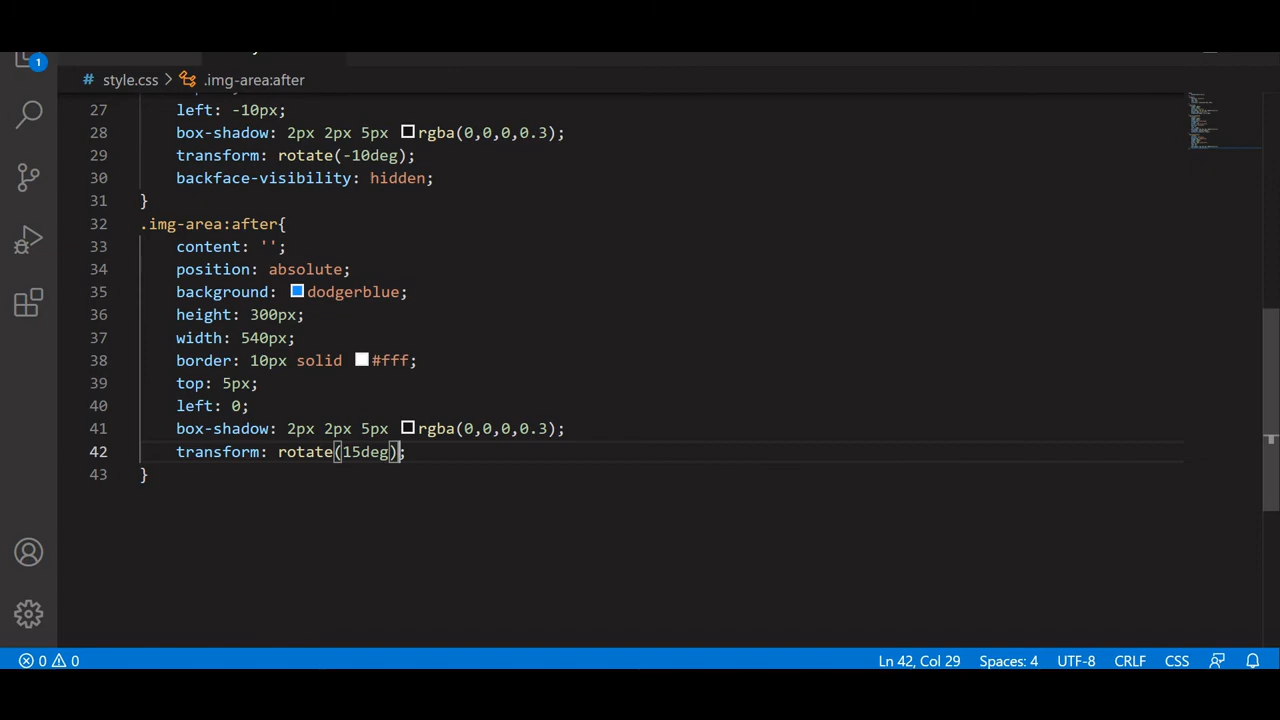 1
# style.css > .img-area:after
27 left: -10px;
28 box-shadow: 2px 2px 5px rgba(0,0,0,0.3);
29 transform: rotate(-10deg);
30 backface-visibility: hidden;
31 }
32 .img-area:after{
33 content: '';
34 position: absolute;
35 background: dodgerblue;
36 height: 300px;
37 width: 540px;
38 border: 10px solid #fff;
39 top: 5px;
40 left: 0;
41 box-shadow: 2px 2px 5px rgba(0,0,0,0.3);
42 transform: rotate(15deg);
43 }
0 0 Ln 42, Col 29 Spaces: 4 UTF-8 CRLF CSS